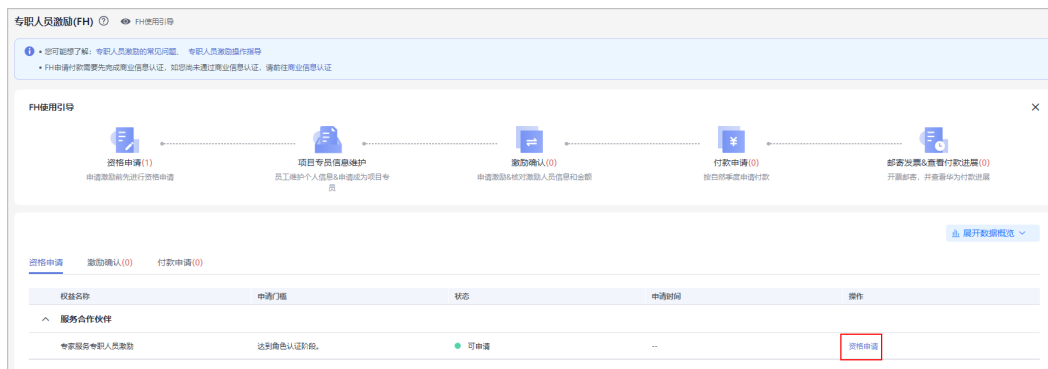 专职人员激励(FH) FH使用引导
• 您可能想了解：专职人员激励的常见问题、 专职人员激励操作指导
• FH申请付款需要先完成商业信息认证，如您尚未通过商业信息认证，请前往商业信息认证
FH使用引导
资格申请(1) 项目专员信息维护 激励确认(0) 付款申请(0) 邮寄发票&查看付款进展(0)
申请激励前先进行资格申请 员工维护个人信息&申请成为项目专 申请激励&核对激励人员信息和金额 按自然季度申请付款 开票邮寄，并查看华为付款进展
员
展开数据概览
资格申请 激励确认(0) 付款申请(0)
权益名称 申请门槛 状态 申请时间 操作
服务合作伙伴
专家服务专职人员激励 达到角色认证阶段。 可申请 -- 资格申请